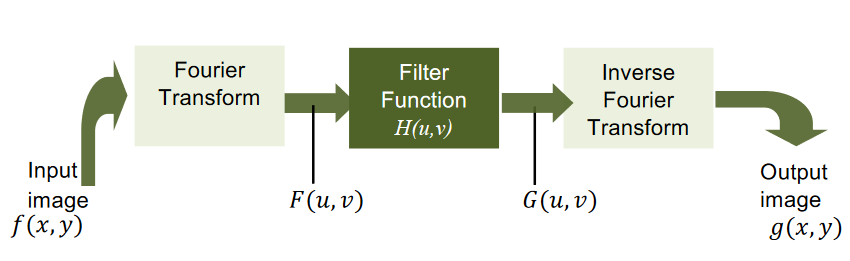 Input
image
f(x, y)
Fourier
Transform
F(u, v)
Filter
Function
H(u,v)
G(u, v)
Inverse
Fourier
Transform
Output
image
g(x, y)